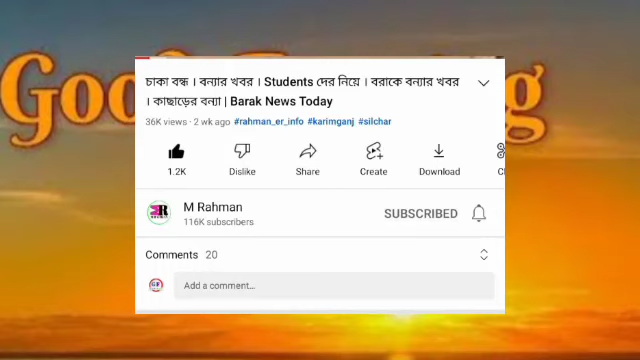 চাকা বন্ধ । বন্যার খবর । Students দের নিয়ে । বরাকে বন্যার খবর
। কাছাড়ের বন্যা | Barak News Today
36K views · 2 wk ago #rahman_er_info #karimganj #silchar
1.2K Dislike Share Create Download
M Rahman
116K subscribers
SUBSCRIBED
Comments 20
Add a comment...